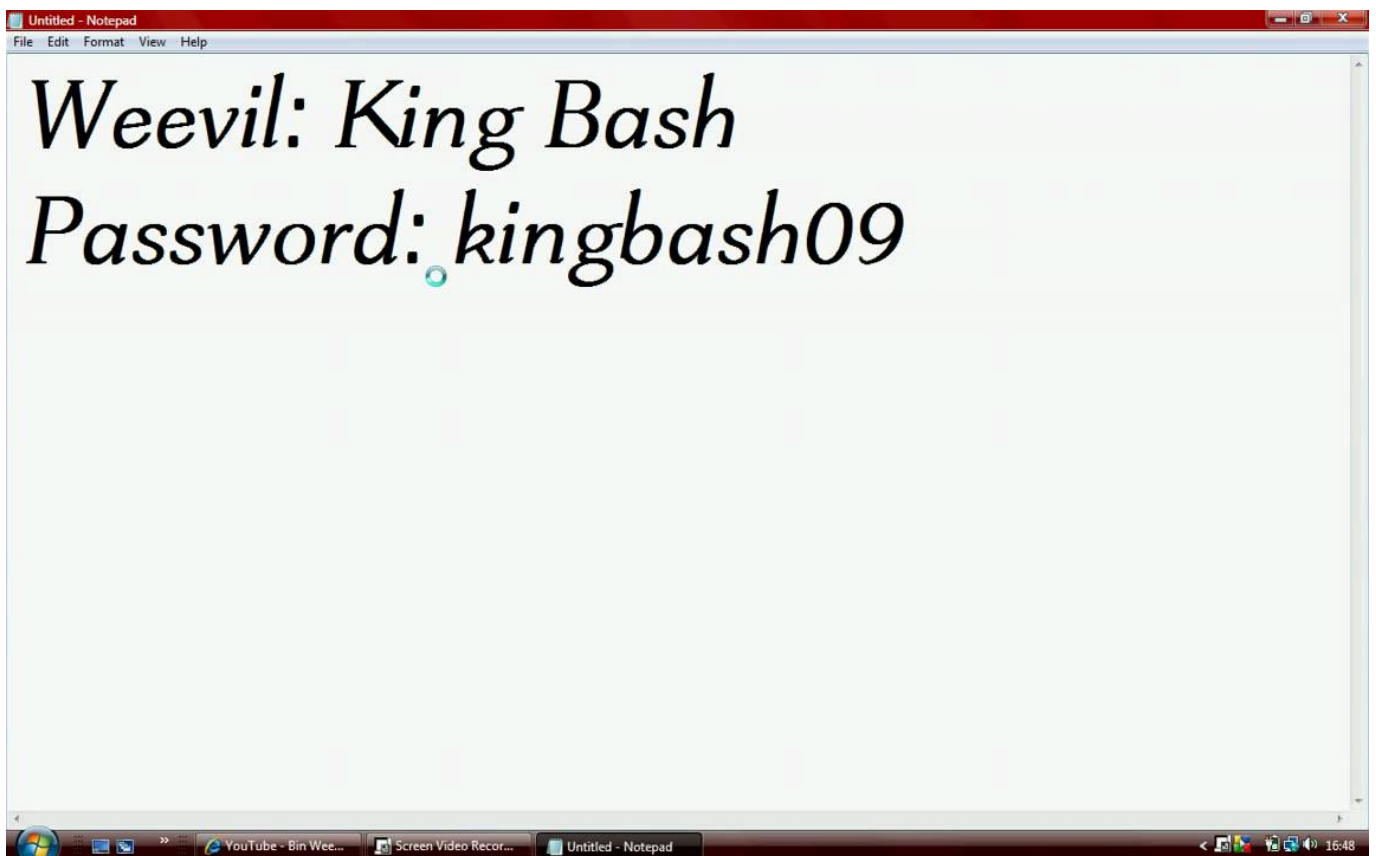 Untitled - Notepad
File Edit Format View Help
Weevil: King Bash
Password: kingbash09
YouTube - Bin Wee... Screen Video Recor... Untitled - Notepad 16:48